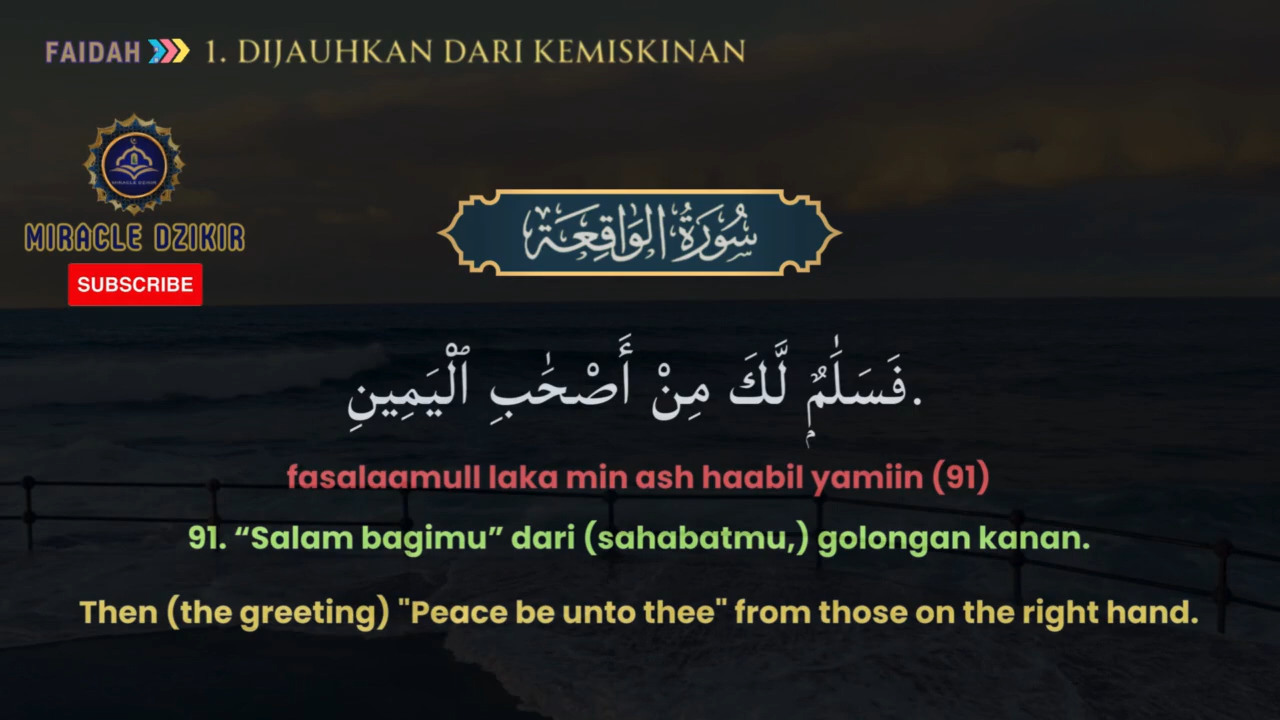 FAIDAH 1. DIJAUHKAN DARI KEMISKINAN
MIRACLE DZIKIR
MIRACLE DZIKIR
SUBSCRIBE
سُورَةُ الوَاقِعَة
فَسَلَٰمٌۭ لَّكَ مِنْ أَصْحَٰبِ ٱلْيَمِينِ.
fasalaamull laka min ash haabil yamiin (91)
91. “Salam bagimu” dari (sahabatmu,) golongan kanan.
Then (the greeting) "Peace be unto thee" from those on the right hand.